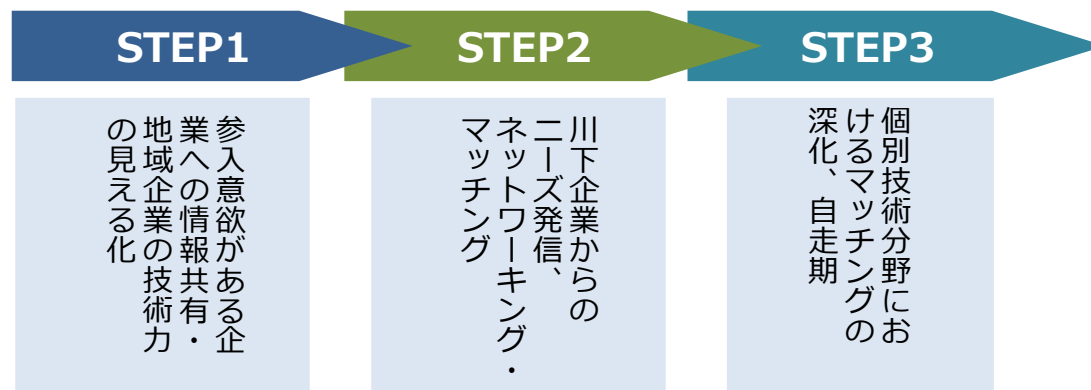 STEP1
参入意欲がある企
業への情報共有・
地域企業の技術力
の見える化
STEP2
川下企業からの
ニーズ発信、
ネットワーキング・
マッチング
STEP3
個別技術分野にお
けるマッチングの
深化、自走期